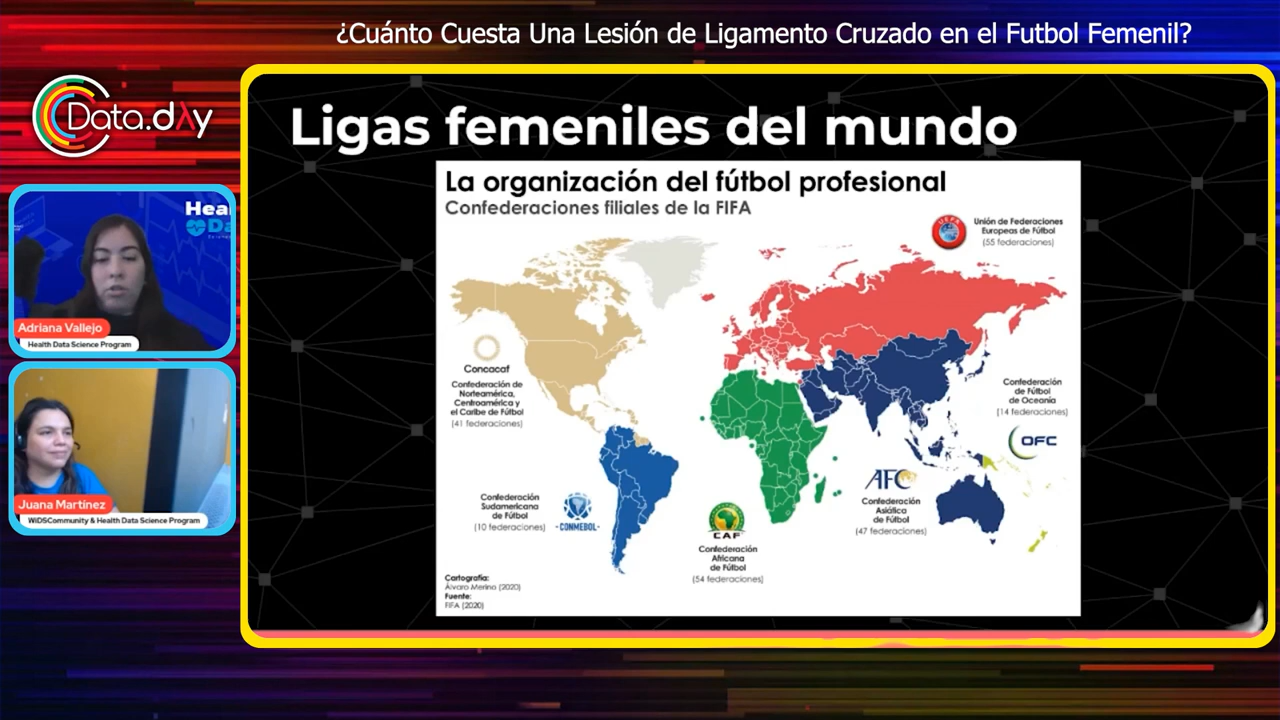 ¿Cuánto Cuesta Una Lesión de Ligamento Cruzado en el Futbol Femenil?
Data.dAy
Hear
Da
Adriana Vallejo
Health Data Science Program
Juana Martínez
WiDSCommunity & Health Data Science Program
Ligas femeniles del mundo
La organización del fútbol profesional
Confederaciones filiales de la FIFA
UEFA
Unión de Federaciones
Europeas de Fútbol
(55 federaciones)
Concacaf
Confederación de
Norteamérica,
Centroamérica y
el Caribe de Fútbol
(41 federaciones)
Confederación
de Fútbol
de Oceanía
(14 federaciones)
OFC
AFC
Confederación
Asiática
de Fútbol
(47 federaciones)
Confederación
Sudamericana
de Fútbol
(10 federaciones)
-CONMEBOL-
CAF
Confederación
Africana
de Fútbol
(54 federaciones)
Cartografía:
Álvaro Merino (2020)
Fuente:
FIFA (2020)